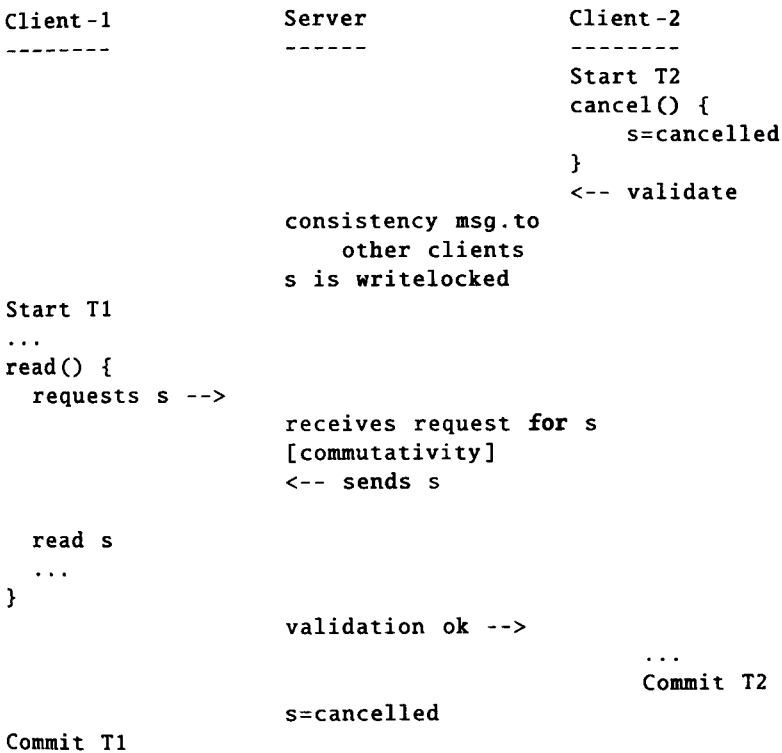 Client-1 Server Client-2
-------- ------ --------
Start T2
cancel() {
s=cancelled
}
<-- validate
consistency msg.to
other clients
s is writelocked
Start T1
...
read() {
requests s -->
receives request for s
[commutativity]
<-- sends s
read s
...
}
validation ok -->
...
Commit T2
s=cancelled
Commit T1